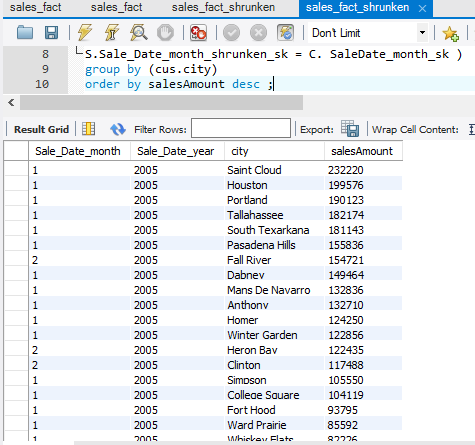 sales_fact sales_fact sales_fact_shrunken sales_fact_shrunken
Don't Limit
8 S.Sale_Date_month_shrunken_sk = C. SaleDate_month_sk )
9 group by (cus.city)
10 order by salesAmount desc ;
Result Grid Filter Rows: Export: Wrap Cell Content:
Sale_Date_month Sale_Date_year city salesAmount
1 2005 Saint Cloud 232220
1 2005 Houston 199576
1 2005 Portland 190123
1 2005 Tallahassee 182174
1 2005 South Texarkana 181143
1 2005 Pasadena Hills 155836
2 2005 Fall River 154721
1 2005 Dabney 149464
1 2005 Mans De Navarro 132836
1 2005 Anthony 132710
1 2005 Homer 124250
1 2005 Winter Garden 122856
2 2005 Heron Bay 122435
2 2005 Clinton 117488
1 2005 Simpson 105550
1 2005 College Square 104119
1 2005 Fort Hood 93795
1 2005 Ward Prairie 85592
1 2005 Whiskey Flats 82226